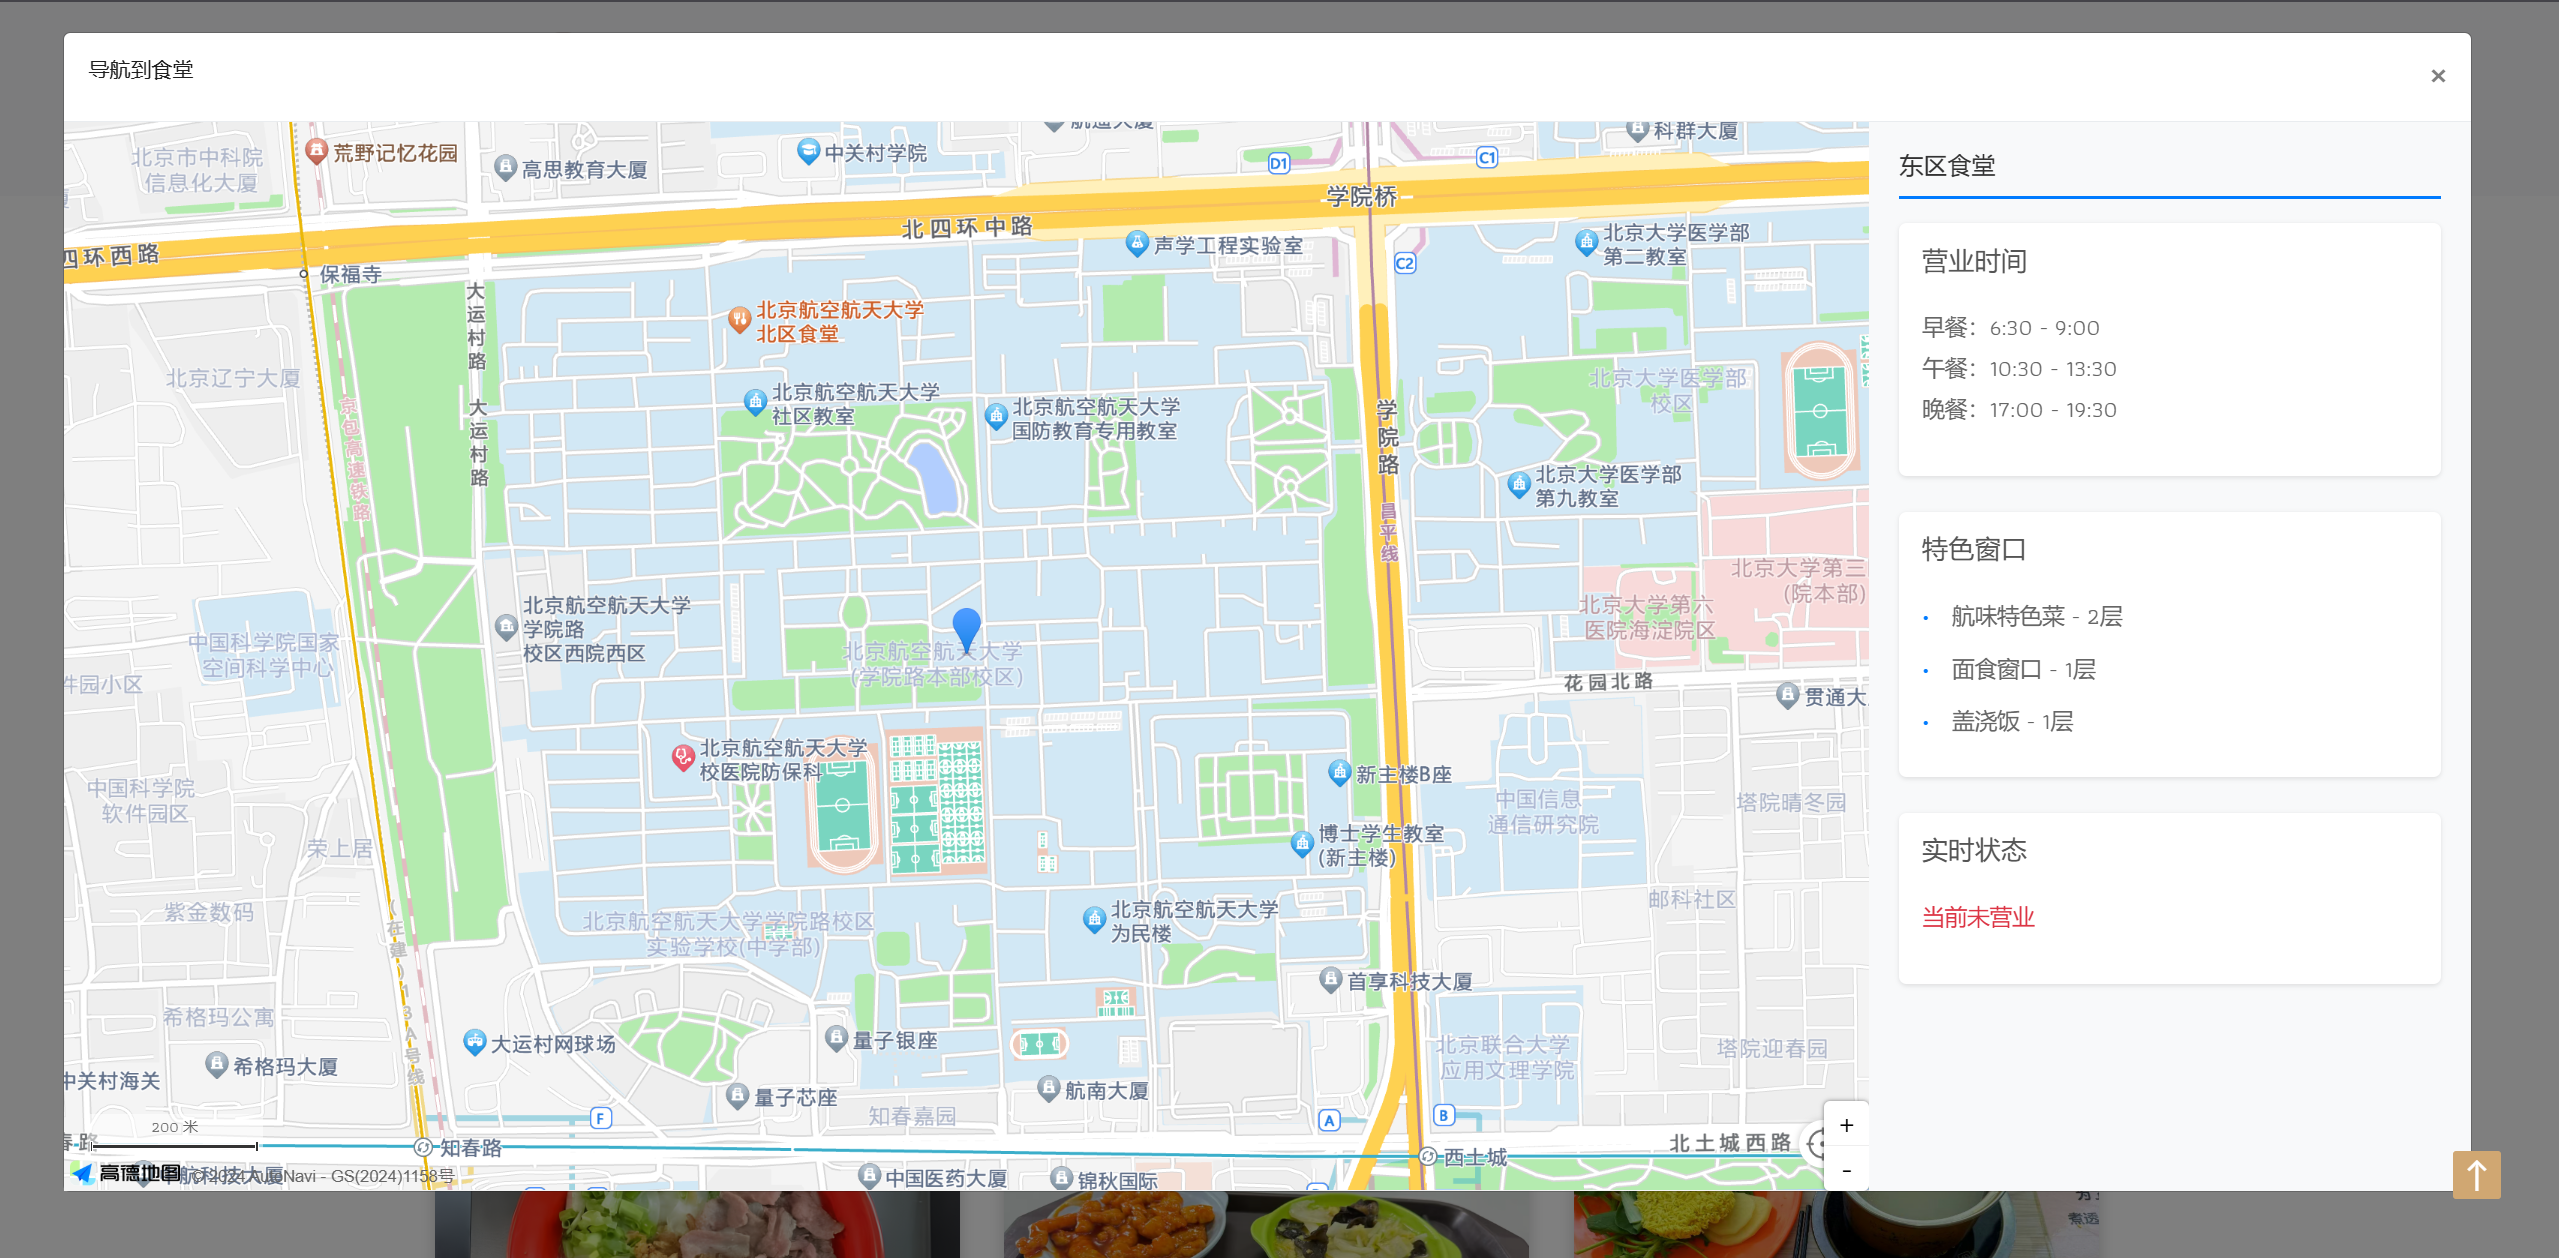 导航到食堂
×
航通大厦
科群大厦
北京市中科院
信息化大厦
荒野记忆花园
高思教育大厦
中关村学院
D1
C1
学院桥
北四环中路
四环西路
保福寺
声学工程实验室
C2
北京大学医学部
第二教室
大运村路
北京航空航天大学
北区食堂
北京辽宁大厦
京包高速铁路
大运村路
北京航空航天大学
社区教室
北京航空航天大学
国防教育专用教室
学院路
北京大学医学部
校区
北京大学医学部
第九教室
昌平线
北京大学第三
(院本部)
北京大学第六
医院海淀院区
北京航空航天大学
学院路
校区西院西区
中国科学院国家
空间科学中心
件园小区
北京航空航天大学
(学院路本部校区)
花园北路
贯通大
北京航空航天大学
校医院防保科
新主楼B座
中国科学院
软件园区
中国信息
通信研究院
塔院晴冬园
荣上居
博士学生教室
(新主楼)
邮科社区
紫金数码
北京航空航天大学学院路校区
实验学校(中学部)
北京航空航天大学
为民楼
(在建)13A号线
首享科技大厦
希格玛公寓
大运村网球场
量子银座
北京联合大学
应用文理学院
塔院迎春园
希格玛大厦
中关村海关
量子芯座
航南大厦
知春嘉园
F
A
B
200 米
春路
知春路
西土城
北土城西路
高德地图
航科技大厦
© 2024 AutoNavi - GS(2024)1158号
中国医药大厦
锦秋国际
+
-
东区食堂
营业时间
早餐：6:30 - 9:00
午餐：10:30 - 13:30
晚餐：17:00 - 19:30
特色窗口
• 航味特色菜 - 2层
• 面食窗口 - 1层
• 盖浇饭 - 1层
实时状态
当前未营业